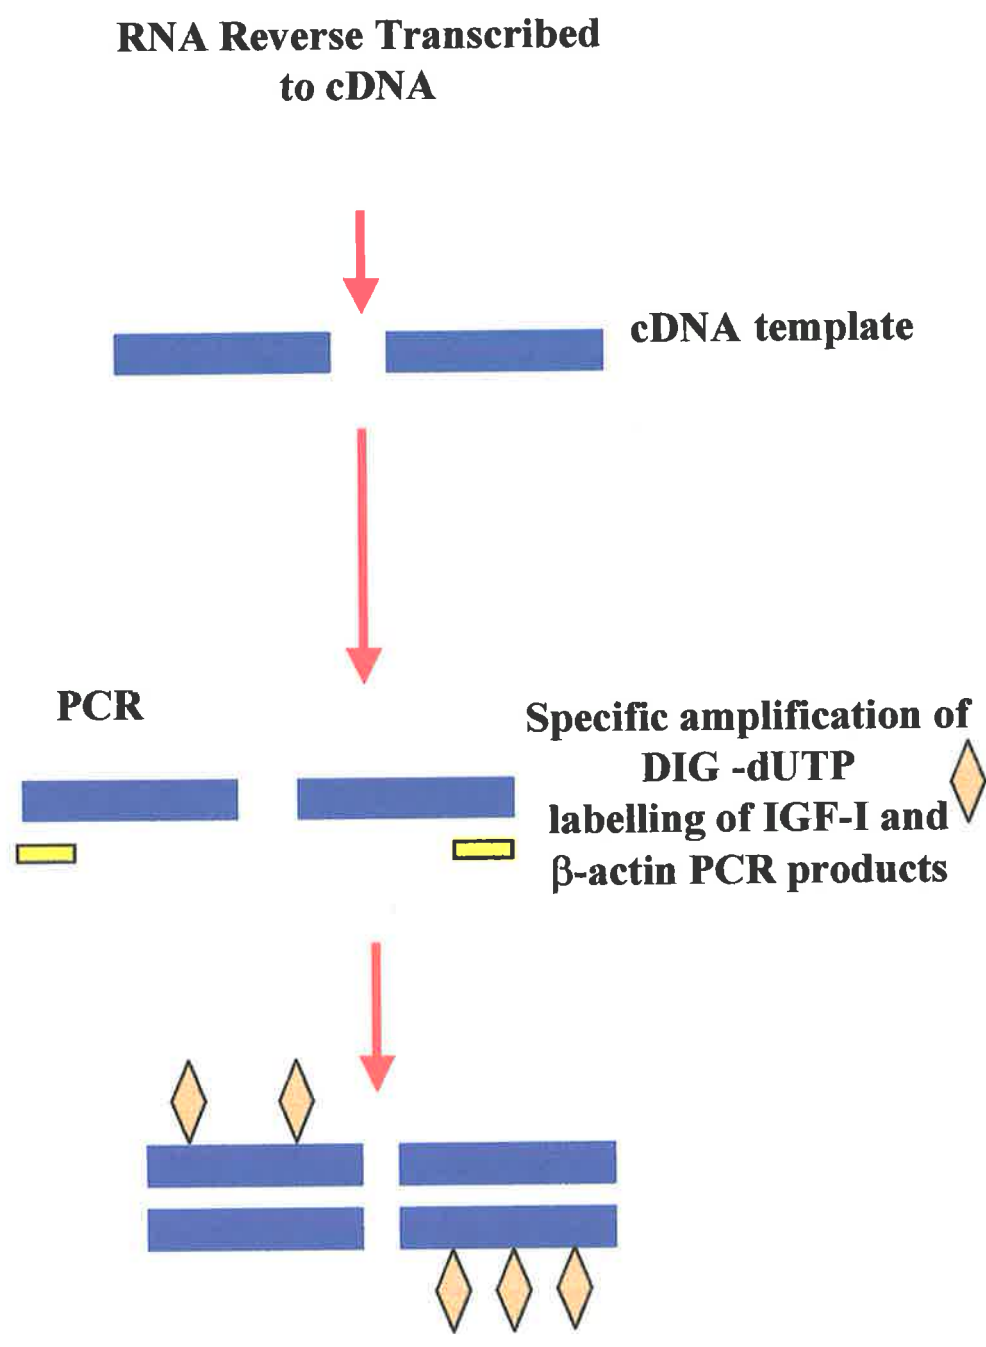 RNA Reverse Transcribed
to cDNA
cDNA template
PCR
Specific amplification of
DIG -dUTP
labelling of IGF-I and
β-actin PCR products